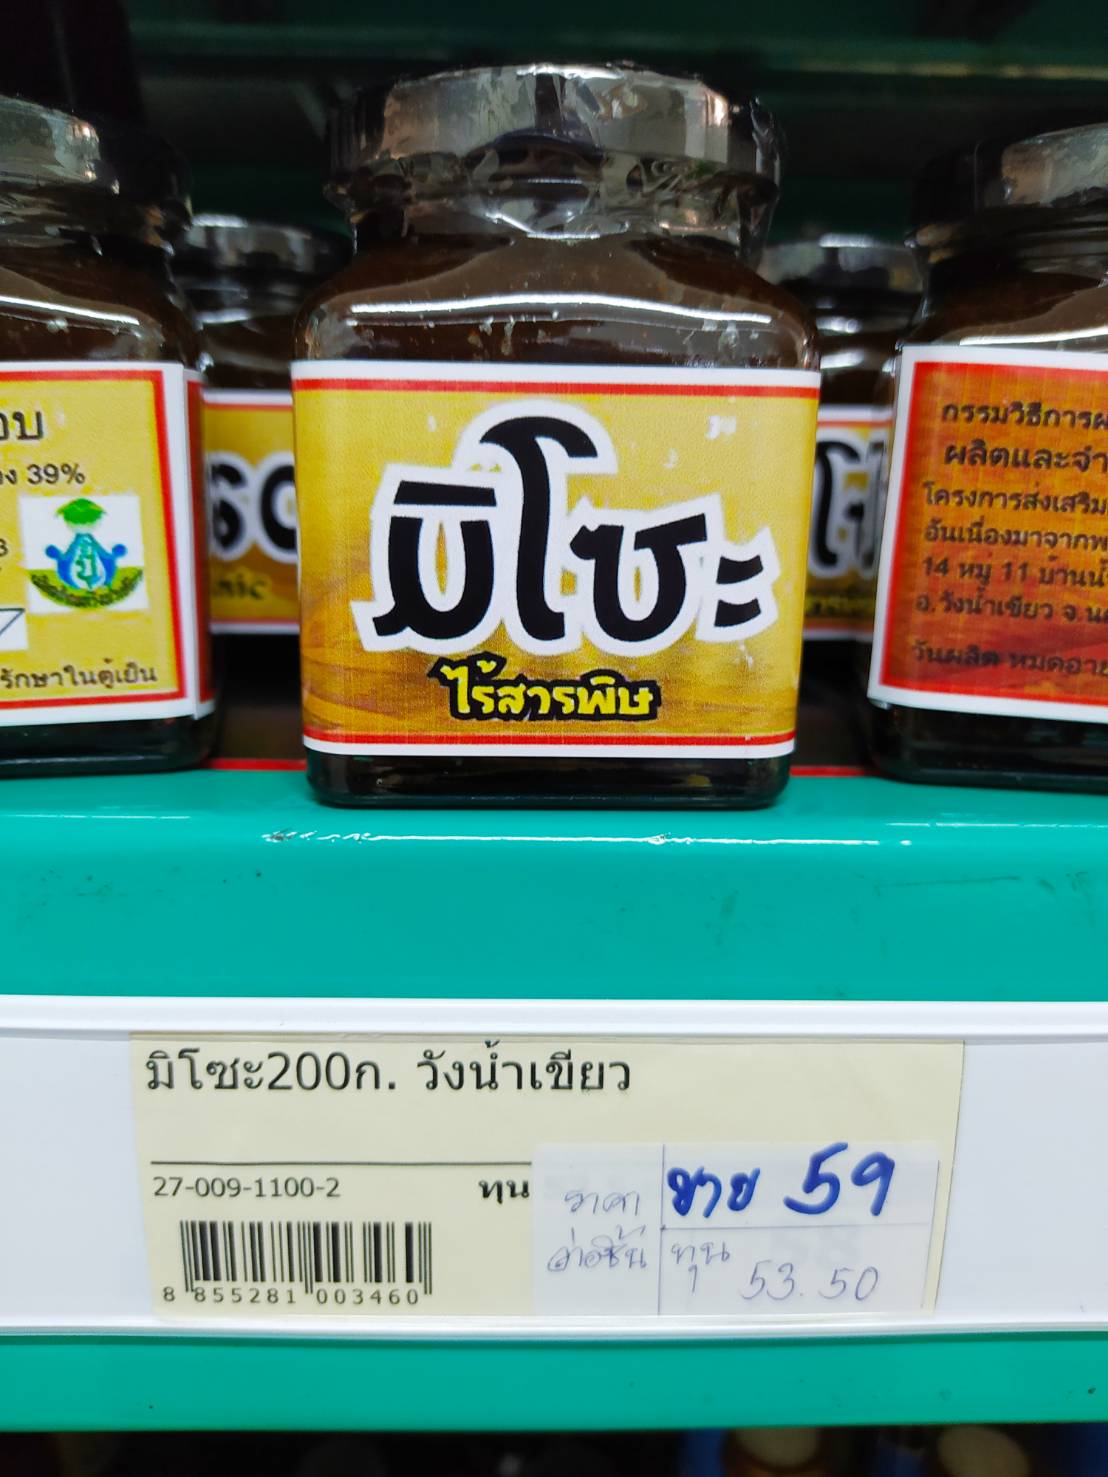 มิโซะ
ไร้สารพิษ
39%
รักษาในตู้เย็น
กรรมวิธีการผ
ผลิตและจำ
โครงการส่งเสริม
อันเนื่องมาจากพ
14 หมู่ 11 บ้านน้
อ.วังน้ำเขียว จ.น
วันผลิต หมดอาย
มิโซะ200ก. วังน้ำเขียว
27-009-1100-2 ทุน
8 855281 003460
ราคา ขาย 59
ต่อชิ้น ทุน 53.50